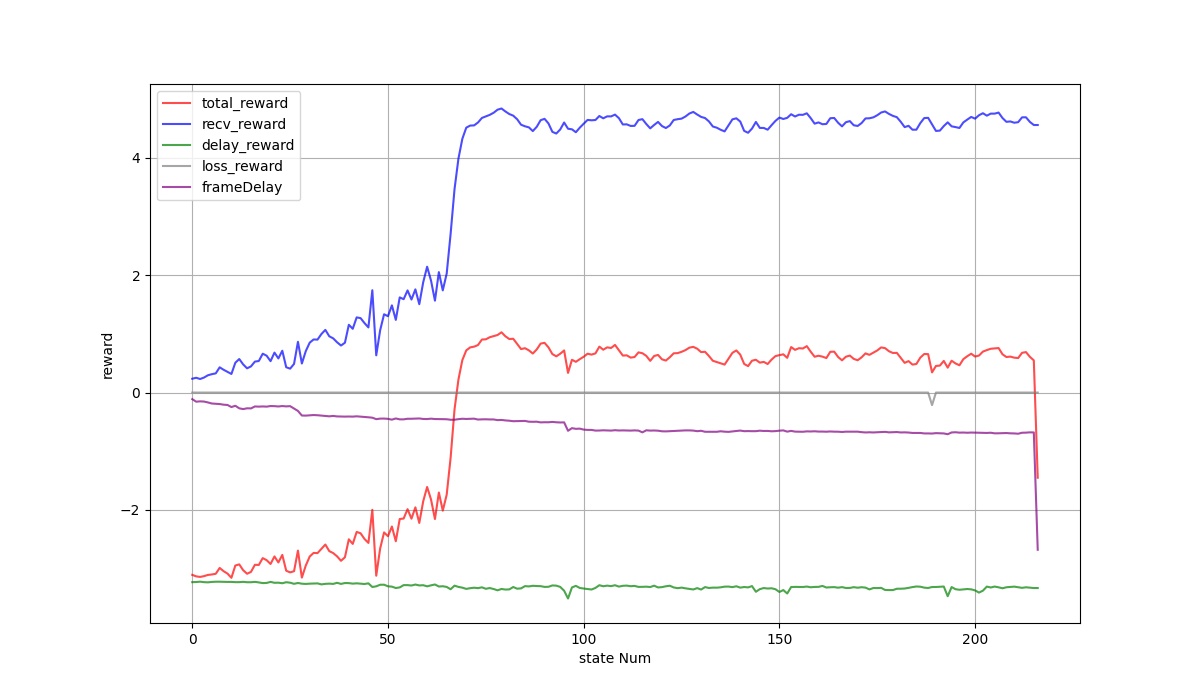 total_reward
recv_reward
delay_reward
loss_reward
frameDelay
4
2
0
−2
reward
0 50 100 150 200
state Num